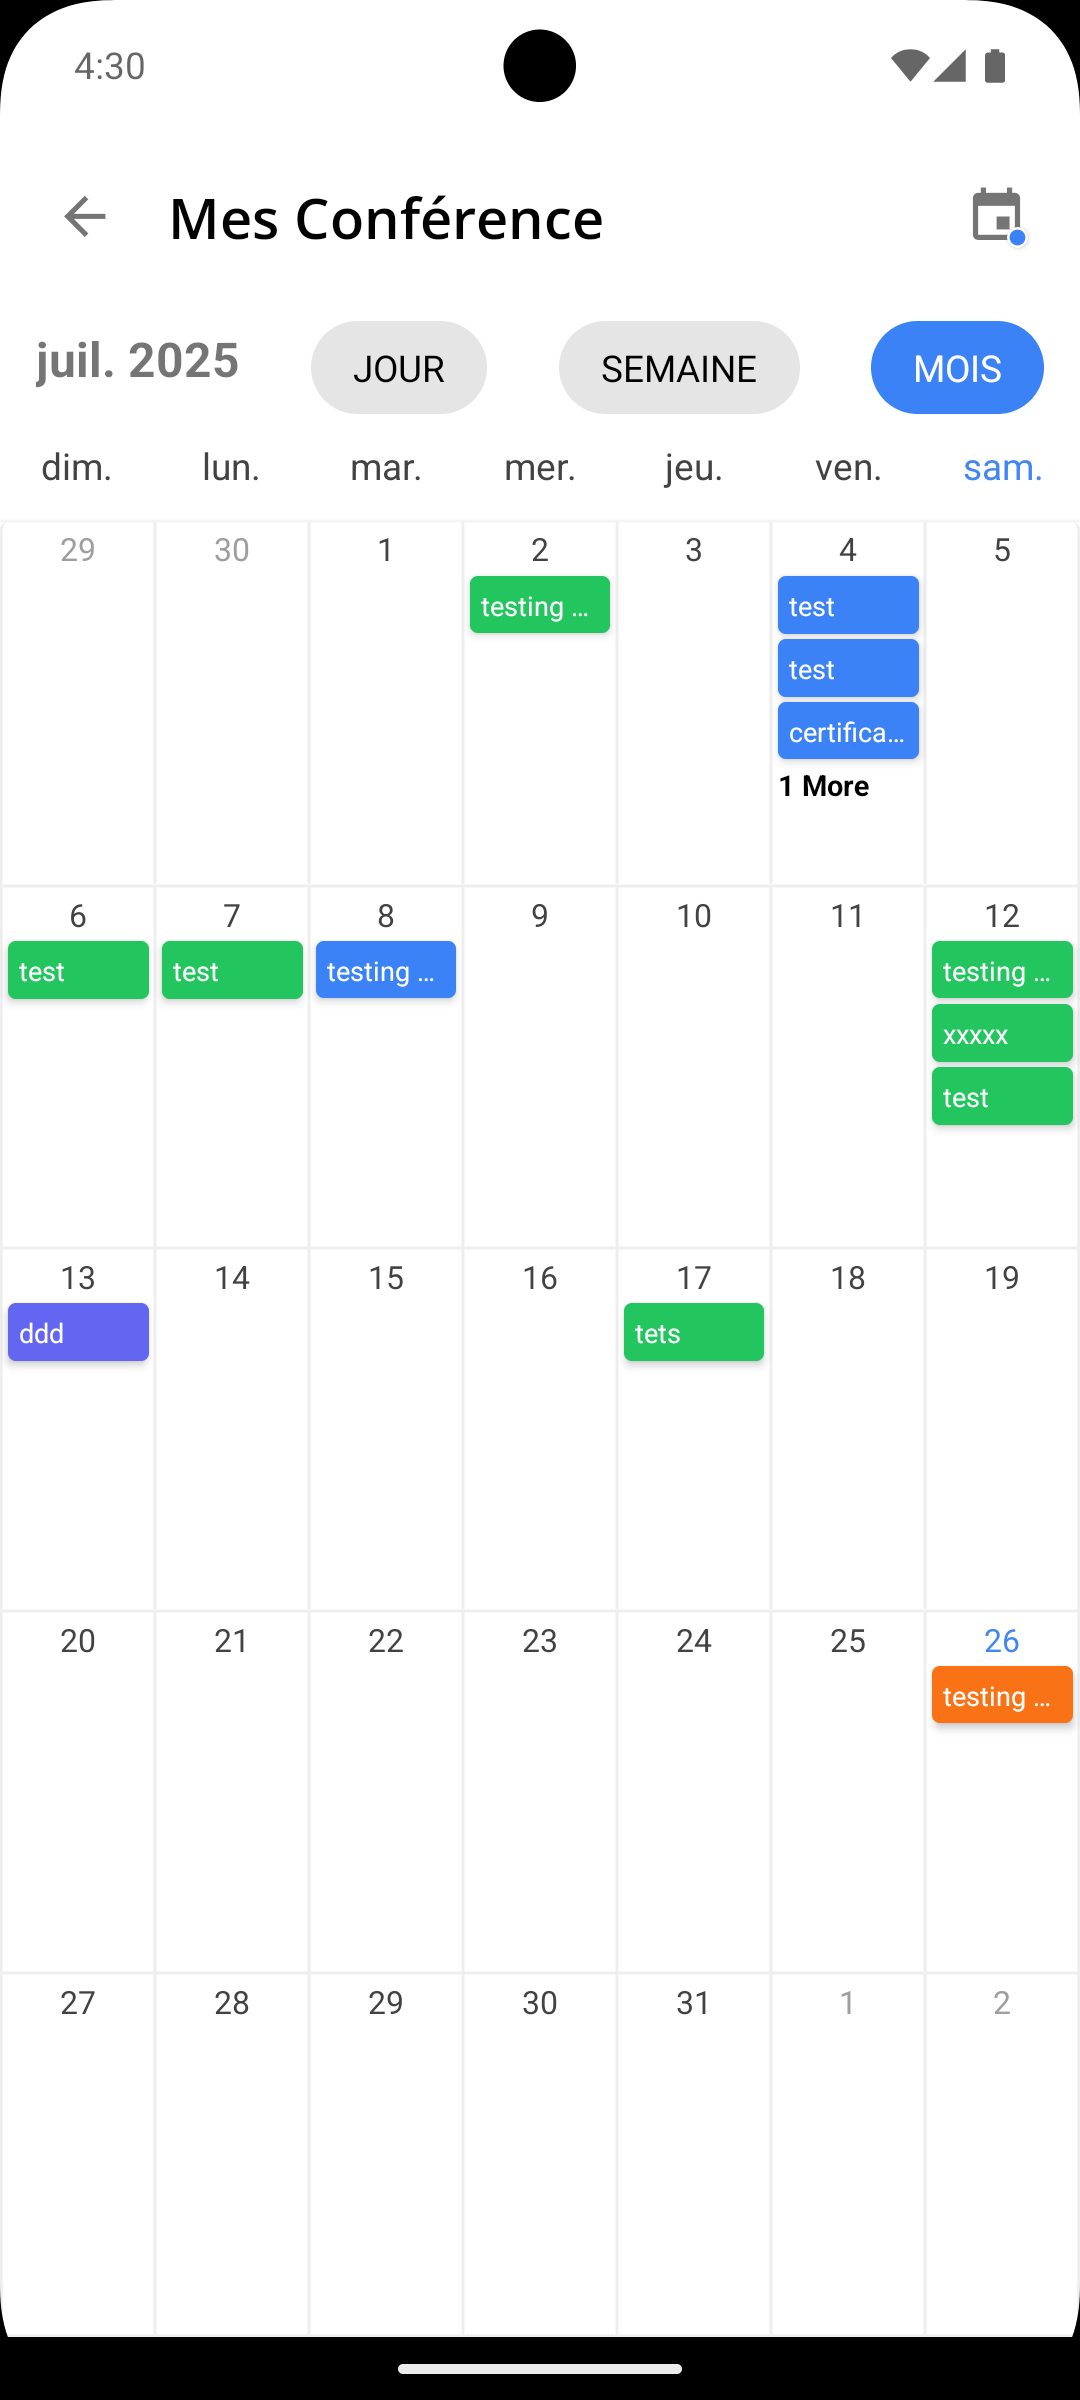 4:30
Mes Conférence
juil. 2025 JOUR SEMAINE MOIS
dim. lun. mar. mer. jeu. ven. sam.
29 30 1 2 3 4 5
testing ... test
test
certifica...
1 More
6 7 8 9 10 11 12
test test testing ... testing ...
xxxxx
test
13 14 15 16 17 18 19
ddd tets
20 21 22 23 24 25 26
testing ...
27 28 29 30 31 1 2